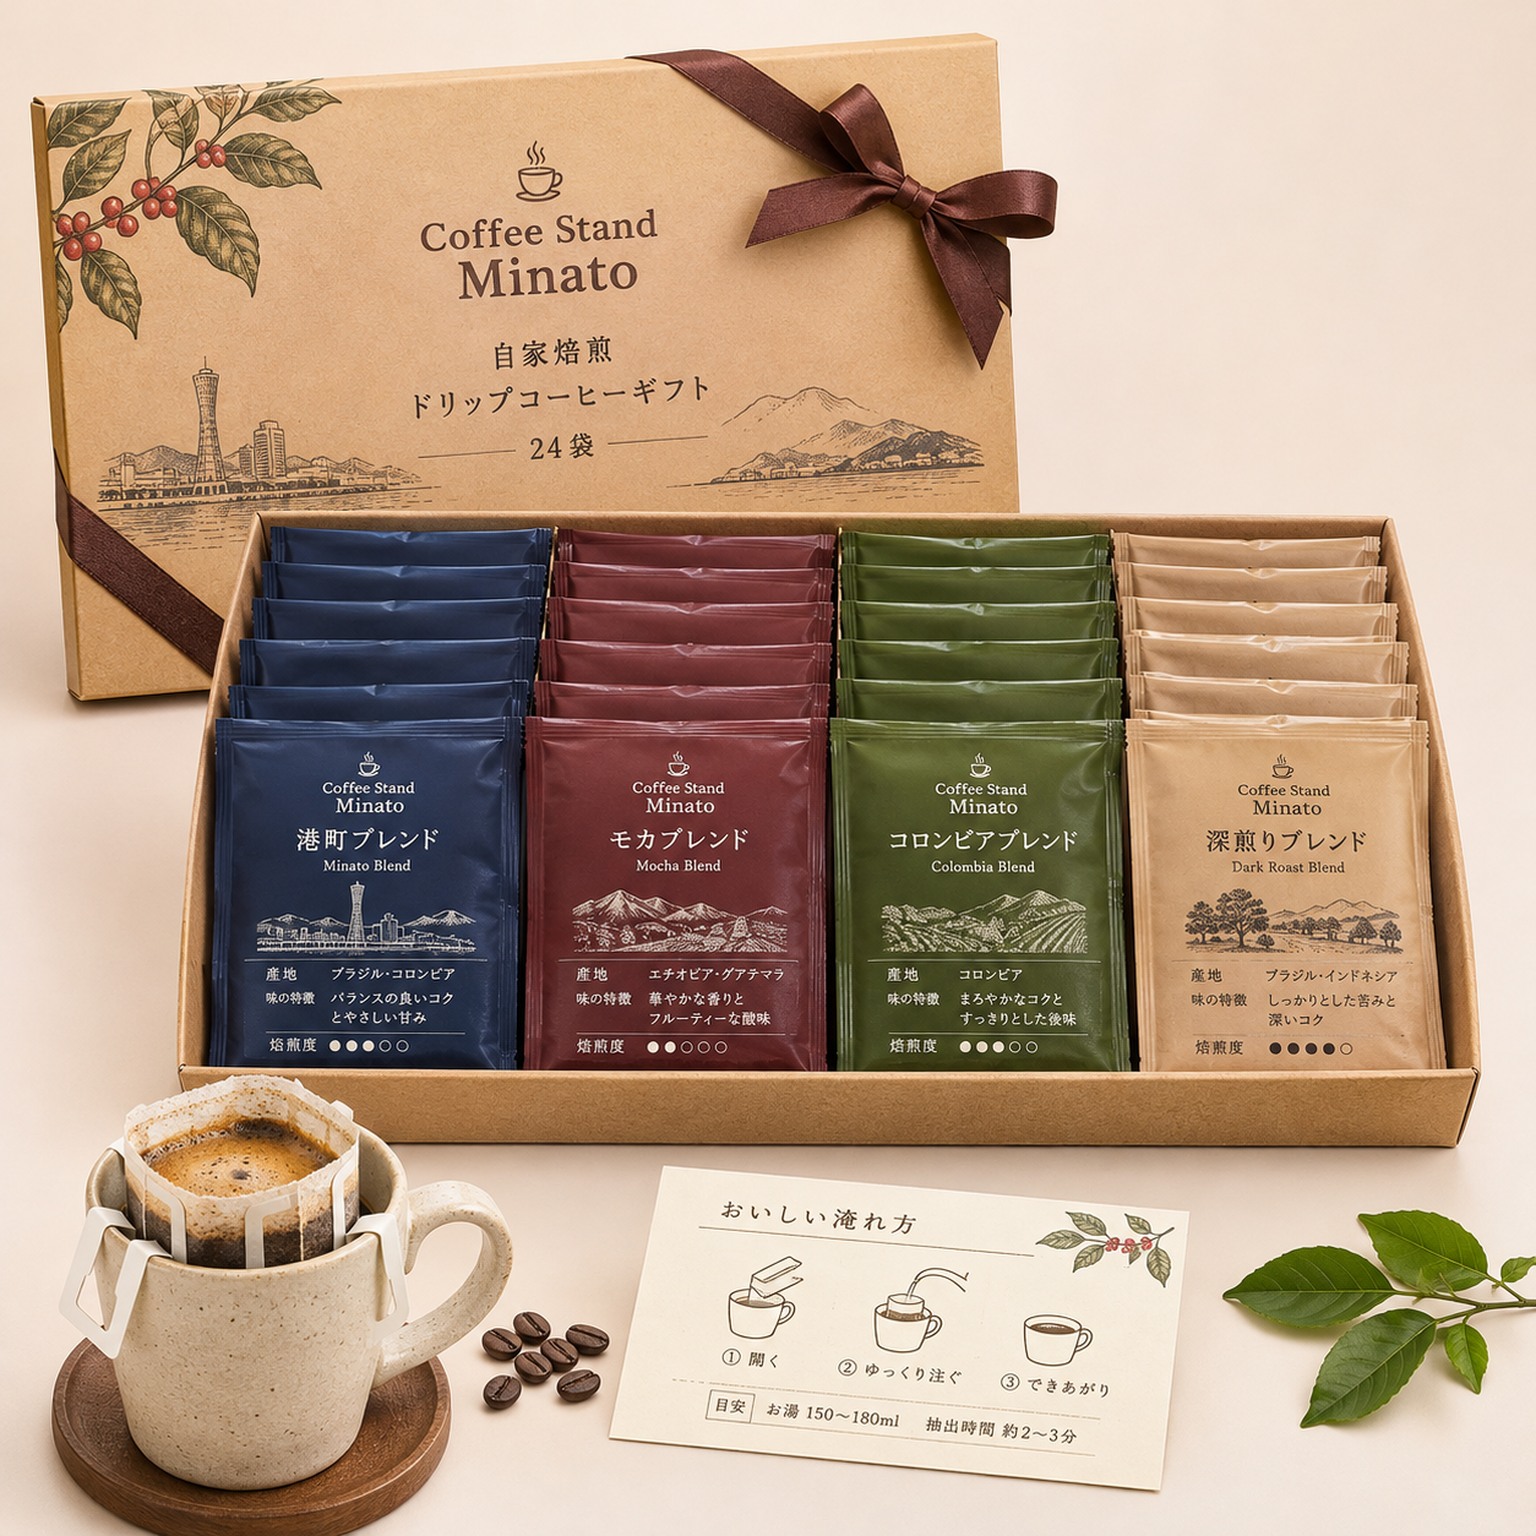 Coffee Stand
Minato
自家焙煎
ドリップコーヒーギフト
24袋
Coffee Stand
Minato
港町ブレンド
Minato Blend
産地 ブラジル・コロンビア
味の特徴 バランスの良いコク
とやさしい甘み
焙煎度
Coffee Stand
Minato
モカブレンド
Mocha Blend
産地 エチオピア・グアテマラ
味の特徴 華やかな香りと
フルーティーな酸味
焙煎度
Coffee Stand
Minato
コロンビアブレンド
Colombia Blend
産地 コロンビア
味の特徴 まろやかなコクと
すっきりとした後味
焙煎度
Coffee Stand
Minato
深煎りブレンド
Dark Roast Blend
産地 ブラジル・インドネシア
味の特徴 しっかりとした苦みと
深いコク
焙煎度
おいしい淹れ方
① 開く
② ゆっくり注ぐ
③ できあがり
目安 お湯 150〜180ml 抽出時間 約2〜3分